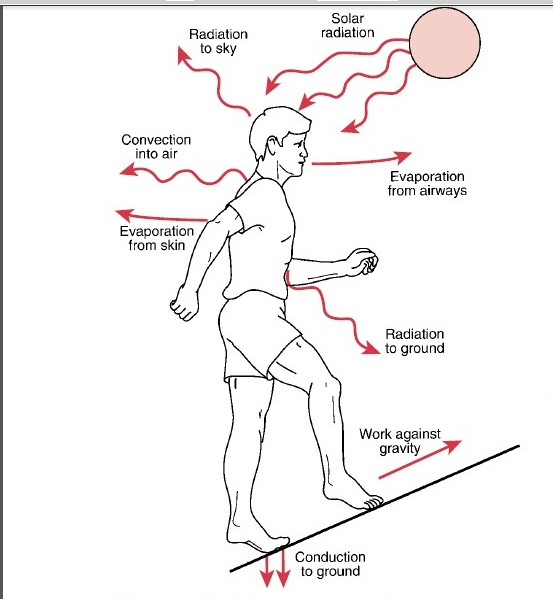 Solar
radiation
Radiation
to sky
Convection
into air
Evaporation
from airways
Evaporation
from skin
Radiation
to ground
Work against
gravity
Conduction
to ground